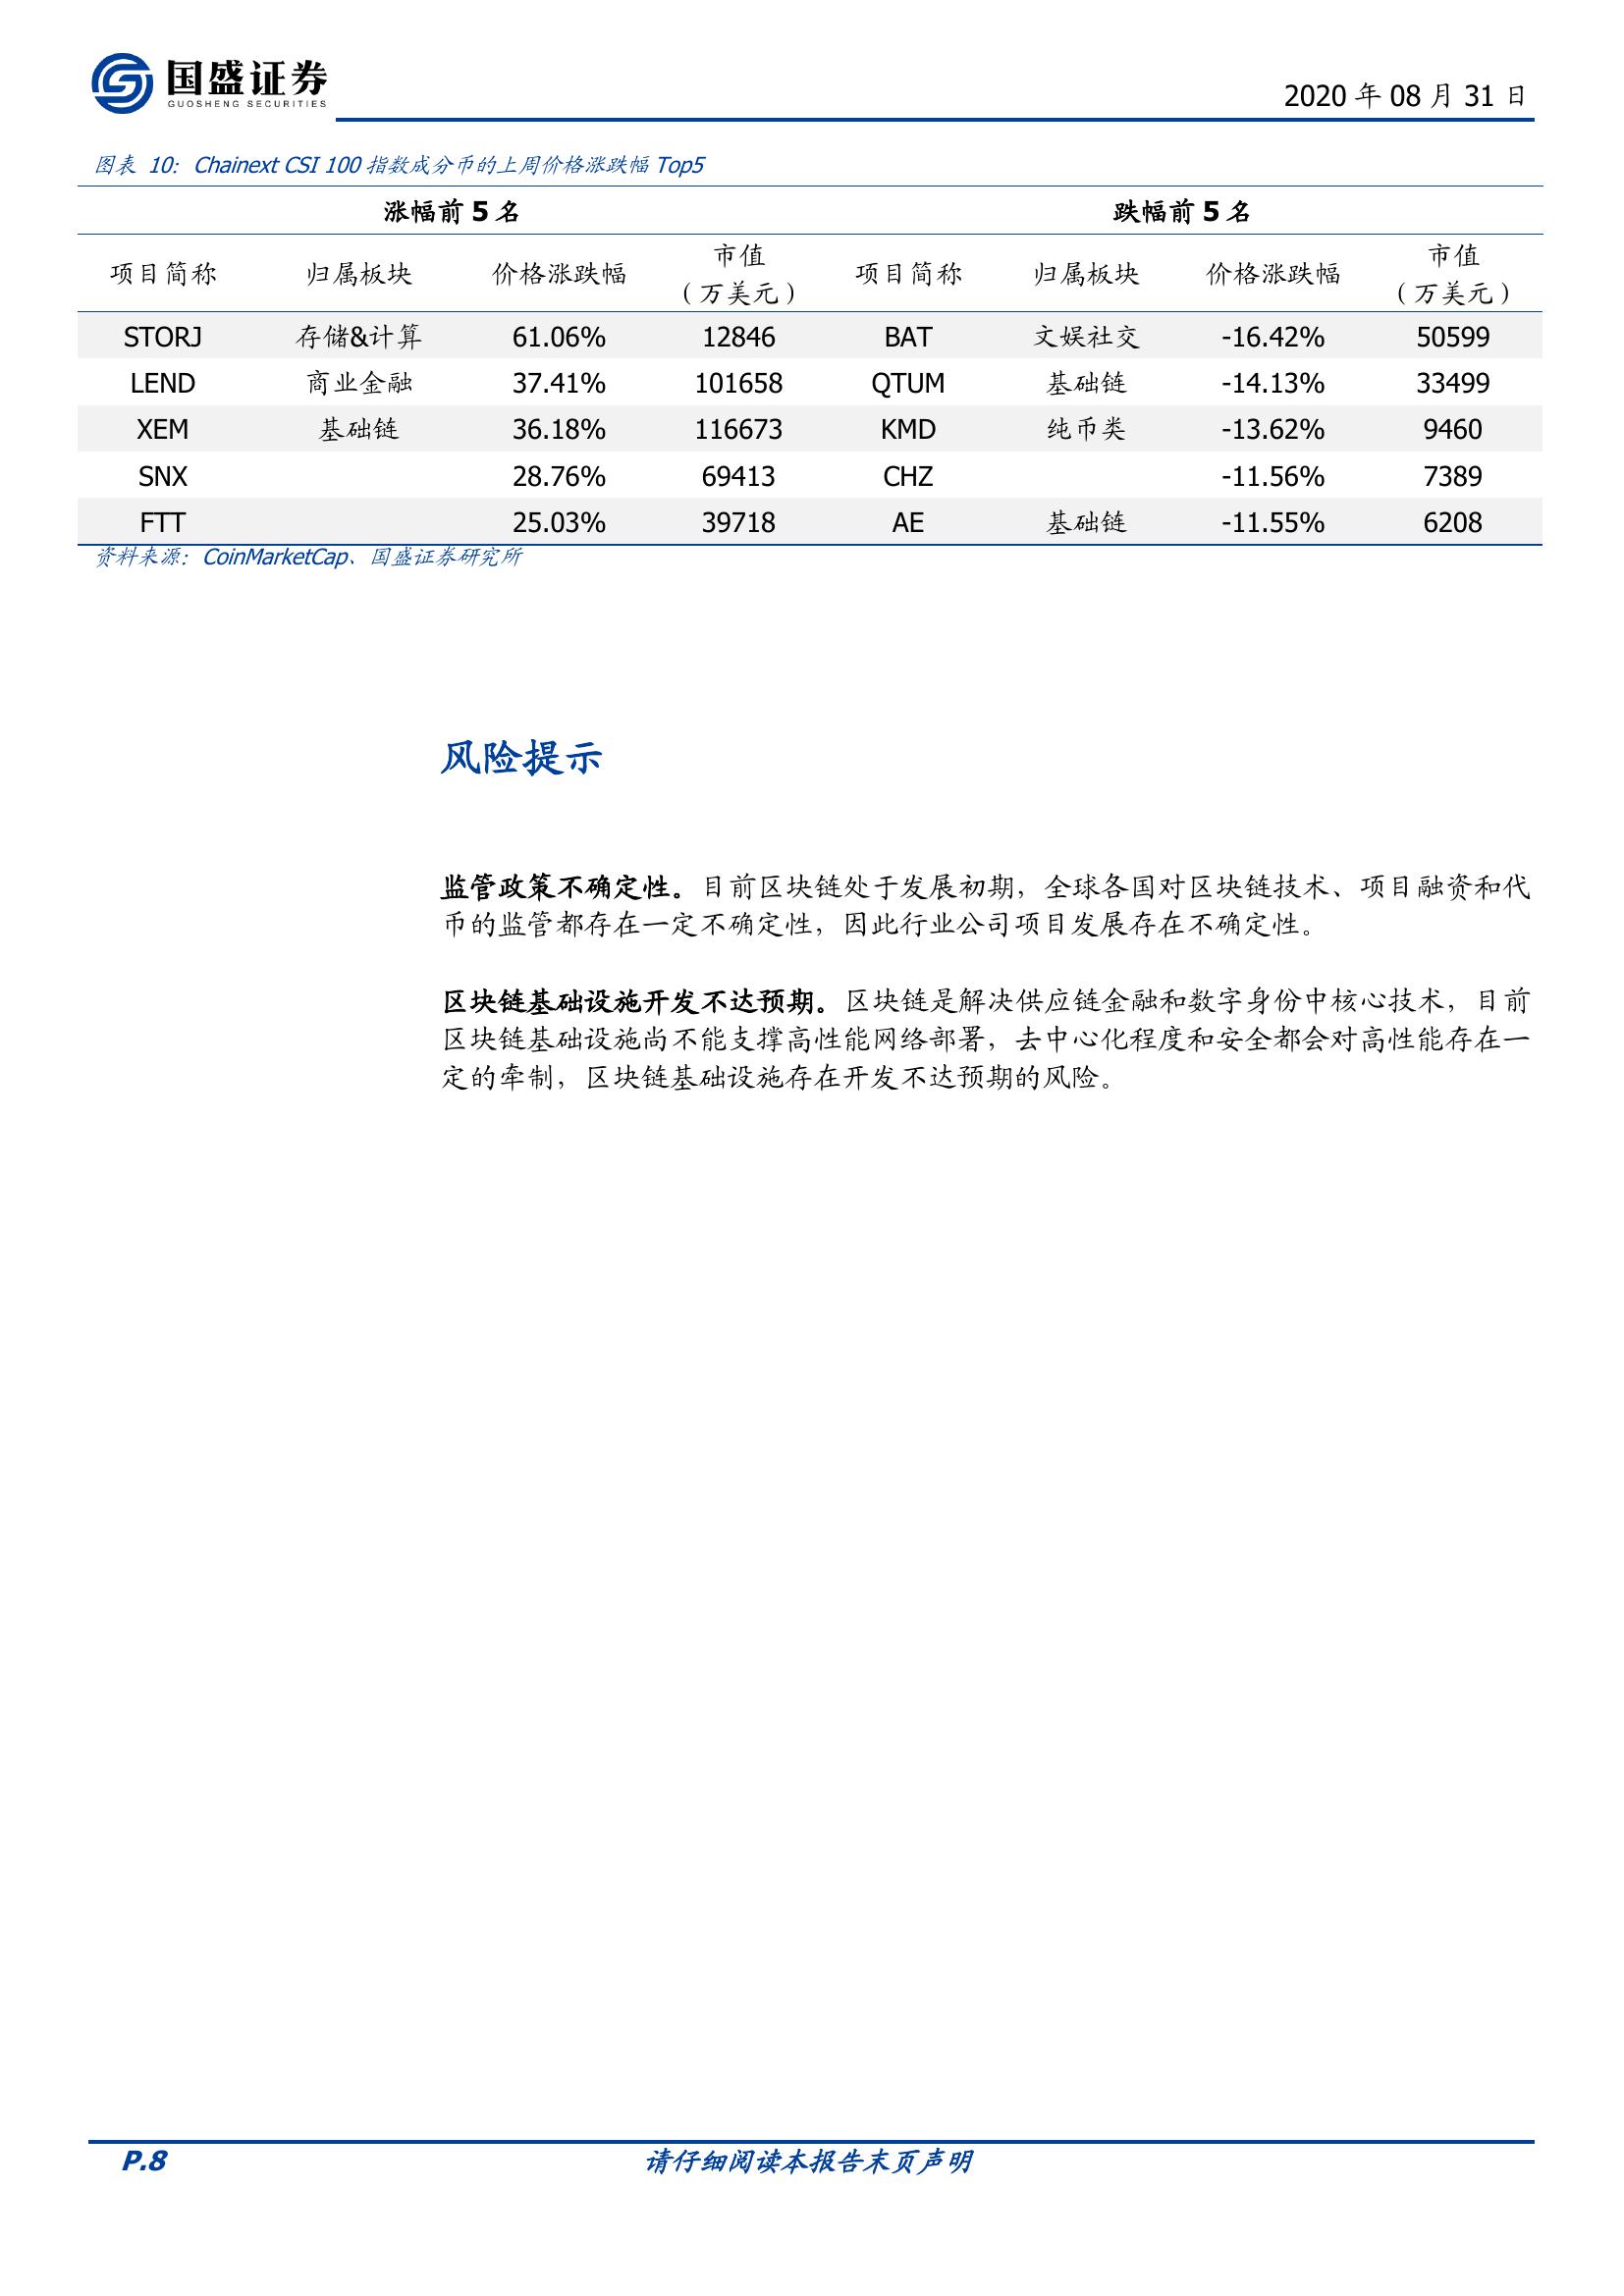 国盛证券
GUOSHENG SECURITIES
2020 年 08 月 31 日
图表 10: Chainext CSI 100 指数成分币的上周价格涨跌幅 Top5
涨幅前 5 名 跌幅前 5 名
项目简称 归属板块 价格涨跌幅 市值（万美元） 项目简称 归属板块 价格涨跌幅 市值（万美元）
STORJ 存储&计算 61.06% 12846 BAT 文娱社交 -16.42% 50599
LEND 商业金融 37.41% 101658 QTUM 基础链 -14.13% 33499
XEM 基础链 36.18% 116673 KMD 纯币类 -13.62% 9460
SNX 28.76% 69413 CHZ -11.56% 7389
FTT 25.03% 39718 AE 基础链 -11.55% 6208
资料来源：CoinMarketCap、国盛证券研究所
风险提示
监管政策不确定性。目前区块链处于发展初期，全球各国对区块链技术、项目融资和代
币的监管都存在一定不确定性，因此行业公司项目发展存在不确定性。
区块链基础设施开发不达预期。区块链是解决供应链金融和数字身份中核心技术，目前
区块链基础设施尚不能支撑高性能网络部署，去中心化程度和安全都会对高性能存在一
定的牵制，区块链基础设施存在开发不达预期的风险。
P.8 请仔细阅读本报告末页声明